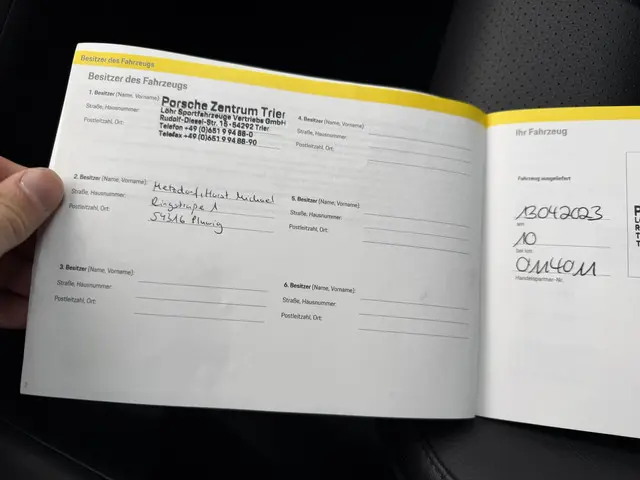 Besitzer des Fahrzeugs
Besitzer des Fahrzeugs
1. Besitzer (Name, Vorname):
Straße, Hausnummer:
Postleitzahl, Ort:
Porsche Zentrum Trier
Löhr Sportfahrzeuge Vertriebs GmbH
Rudolf-Diesel-Str. 15 · 54292 Trier
Telefon +49 (0)651 9 94 88-0
Telefax +49 (0)651 9 94 88-90
2. Besitzer (Name, Vorname): Metzdorf, Horst Michael
Straße, Hausnummer: Ringstraße 1
Postleitzahl, Ort: 54316 Pluwig
3. Besitzer (Name, Vorname):
Straße, Hausnummer:
Postleitzahl, Ort:
4. Besitzer (Name, Vorname):
Straße, Hausnummer:
Postleitzahl, Ort:
5. Besitzer (Name, Vorname):
Straße, Hausnummer:
Postleitzahl, Ort:
6. Besitzer (Name, Vorname):
Straße, Hausnummer:
Postleitzahl, Ort:
Ihr Fahrzeug
Fahrzeug ausgeliefert
13042023
am
10
bei km:
0114011
Handelspartner-Nr.